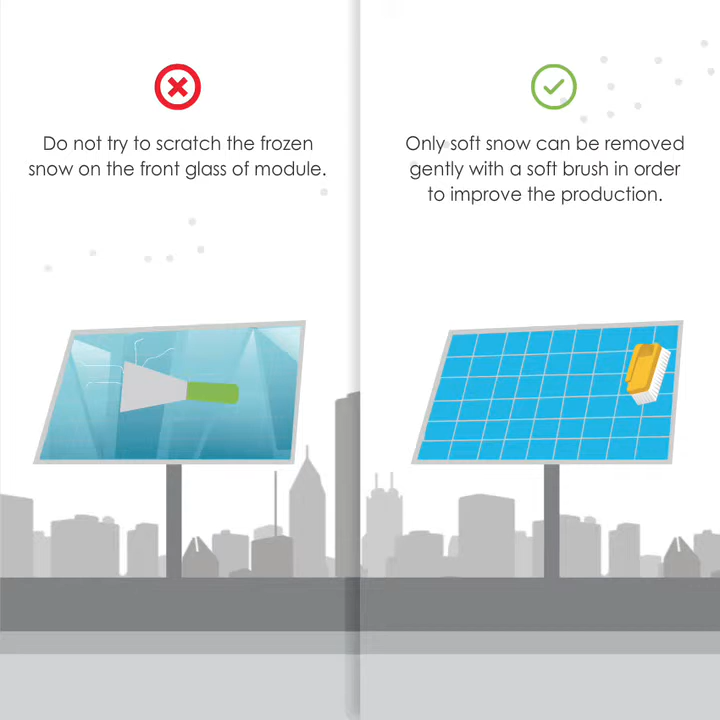 Do not try to scratch the frozen
snow on the front glass of module.
Only soft snow can be removed
gently with a soft brush in order
to improve the production.